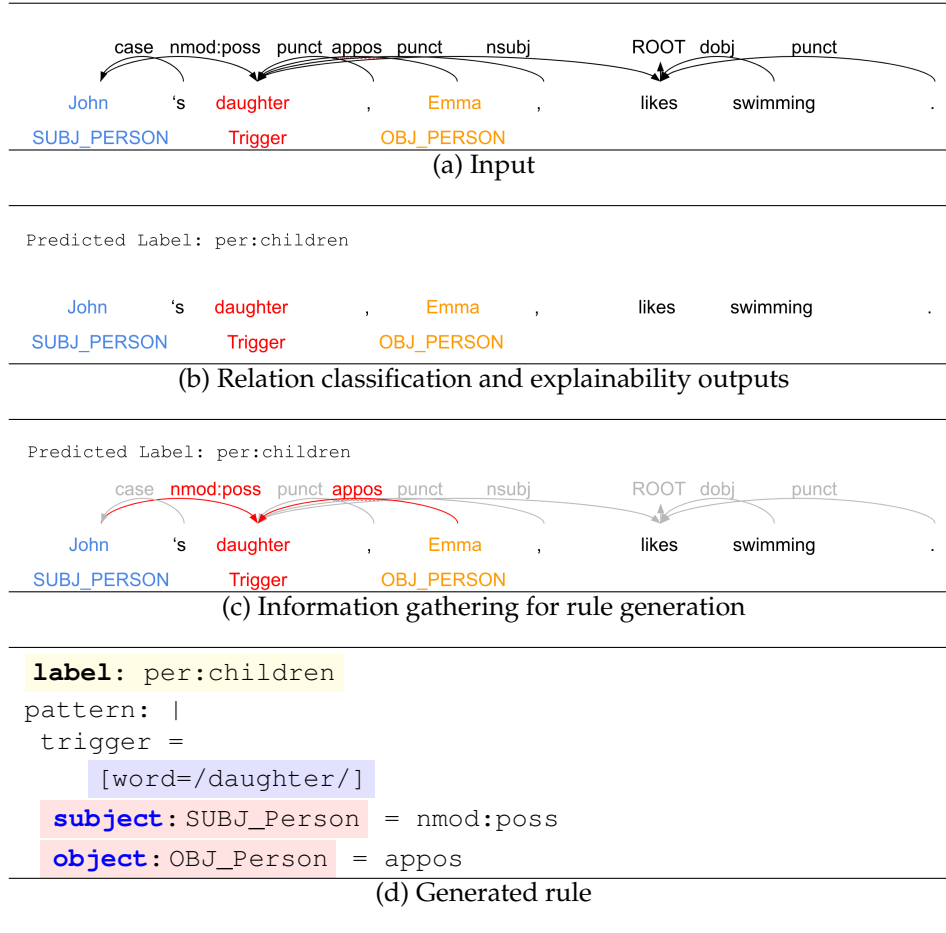 case nmod:poss punct appos punct nsubj ROOT dobj punct
John ‘s daughter , Emma , likes swimming .
SUBJ_PERSON Trigger OBJ_PERSON
(a) Input
Predicted Label: per:children
John ‘s daughter , Emma , likes swimming .
SUBJ_PERSON Trigger OBJ_PERSON
(b) Relation classification and explainability outputs
Predicted Label: per:children
case nmod:poss punct appos punct nsubj ROOT dobj punct
John ‘s daughter , Emma , likes swimming .
SUBJ_PERSON Trigger OBJ_PERSON
(c) Information gathering for rule generation
label: per:children
pattern: |
trigger =
[word=/daughter/]
subject: SUBJ_Person = nmod:poss
object: OBJ_Person = appos
(d) Generated rule